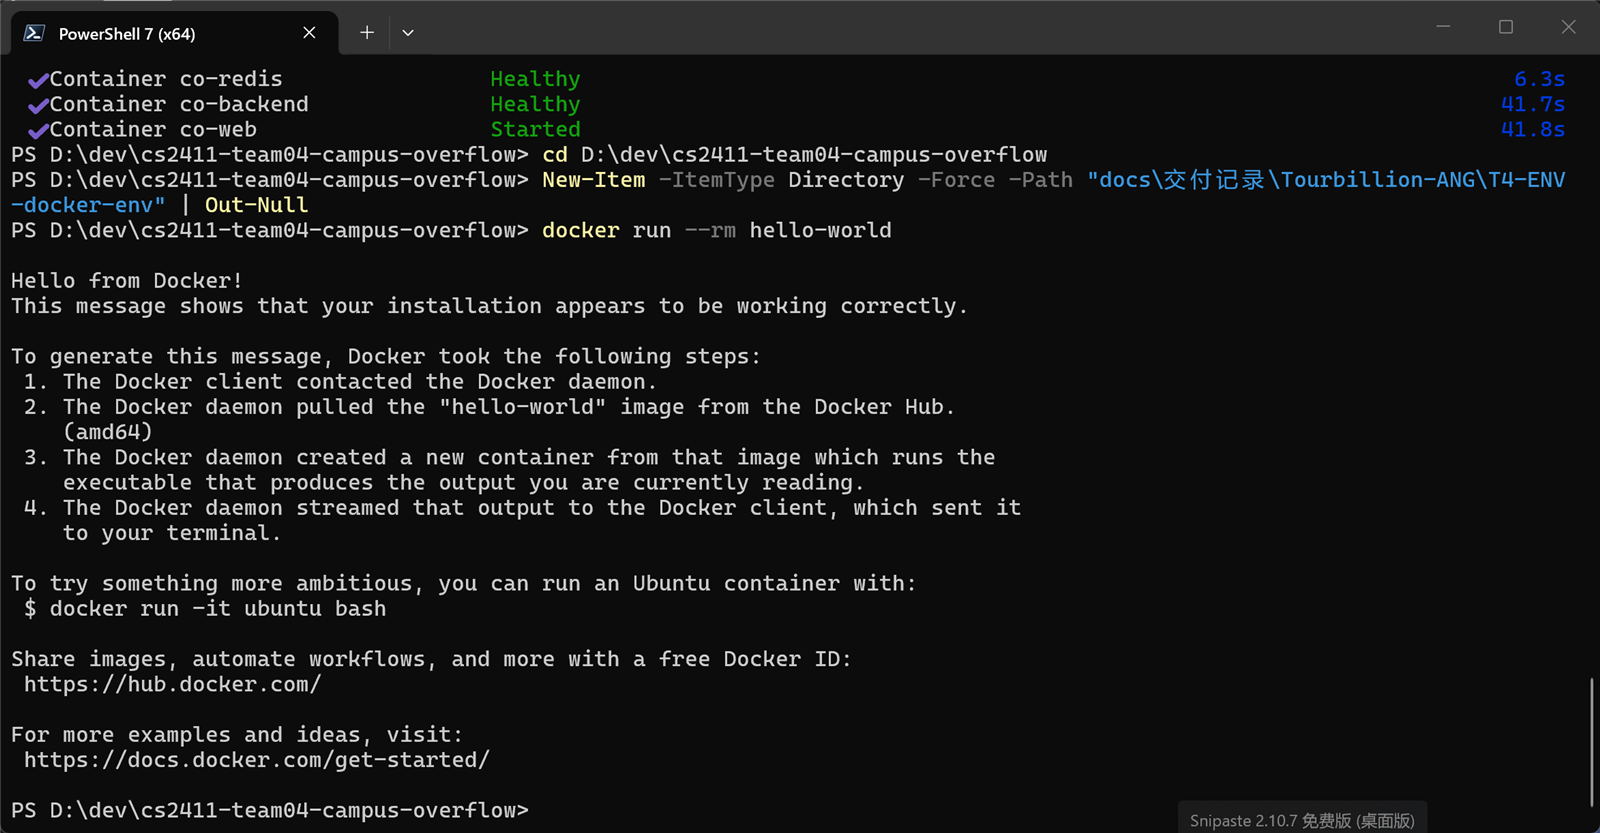 PowerShell 7 (x64)
✔Container co-redis Healthy 6.3s
✔Container co-backend Healthy 41.7s
✔Container co-web Started 41.8s
PS D:\dev\cs2411-team04-campus-overflow> cd D:\dev\cs2411-team04-campus-overflow
PS D:\dev\cs2411-team04-campus-overflow> New-Item -ItemType Directory -Force -Path "docs\交付记录\Tourbillion-ANG\T4-ENV
-docker-env" | Out-Null
PS D:\dev\cs2411-team04-campus-overflow> docker run --rm hello-world
Hello from Docker!
This message shows that your installation appears to be working correctly.
To generate this message, Docker took the following steps:
1. The Docker client contacted the Docker daemon.
2. The Docker daemon pulled the "hello-world" image from the Docker Hub.
(amd64)
3. The Docker daemon created a new container from that image which runs the
executable that produces the output you are currently reading.
4. The Docker daemon streamed that output to the Docker client, which sent it
to your terminal.
To try something more ambitious, you can run an Ubuntu container with:
$ docker run -it ubuntu bash
Share images, automate workflows, and more with a free Docker ID:
https://hub.docker.com/
For more examples and ideas, visit:
https://docs.docker.com/get-started/
PS D:\dev\cs2411-team04-campus-overflow>
Snipaste 2.10.7 免费版 (桌面版)